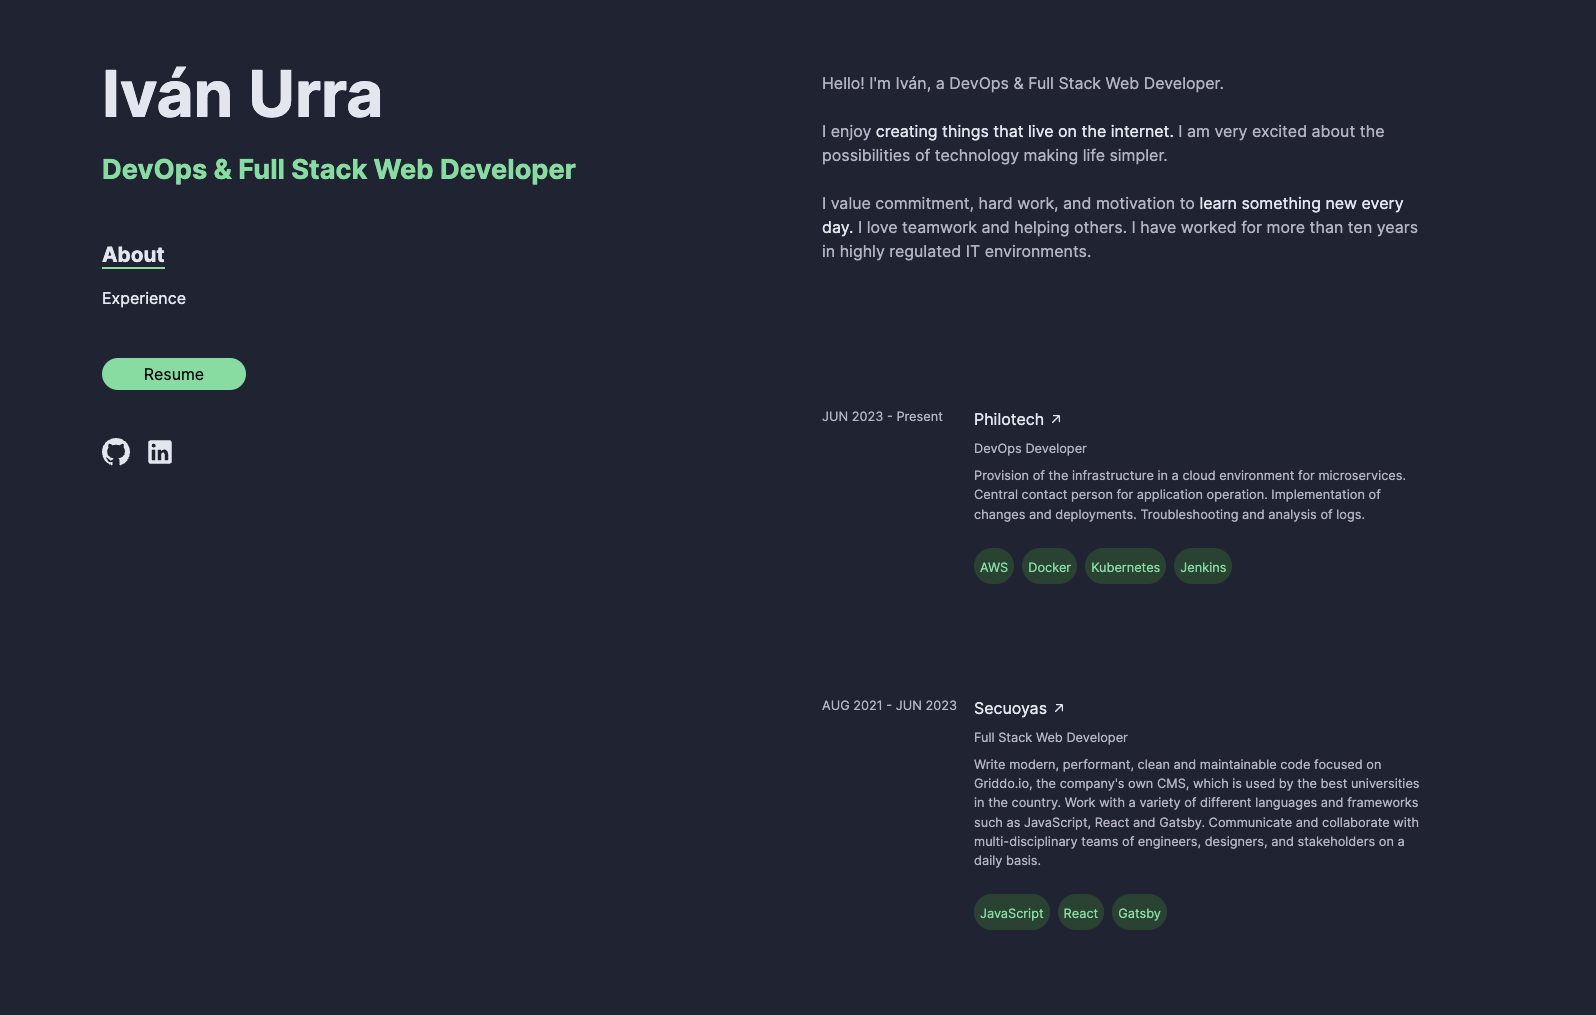 Iván Urra
DevOps & Full Stack Web Developer
About
Experience
Resume
Hello! I'm Iván, a DevOps & Full Stack Web Developer.
I enjoy creating things that live on the internet. I am very excited about the
possibilities of technology making life simpler.
I value commitment, hard work, and motivation to learn something new every
day. I love teamwork and helping others. I have worked for more than ten years
in highly regulated IT environments.
JUN 2023 - Present
Philotech ↗
DevOps Developer
Provision of the infrastructure in a cloud environment for microservices.
Central contact person for application operation. Implementation of
changes and deployments. Troubleshooting and analysis of logs.
AWS Docker Kubernetes Jenkins
AUG 2021 - JUN 2023
Secuoyas ↗
Full Stack Web Developer
Write modern, performant, clean and maintainable code focused on
Griddo.io, the company's own CMS, which is used by the best universities
in the country. Work with a variety of different languages and frameworks
such as JavaScript, React and Gatsby. Communicate and collaborate with
multi-disciplinary teams of engineers, designers, and stakeholders on a
daily basis.
JavaScript React Gatsby